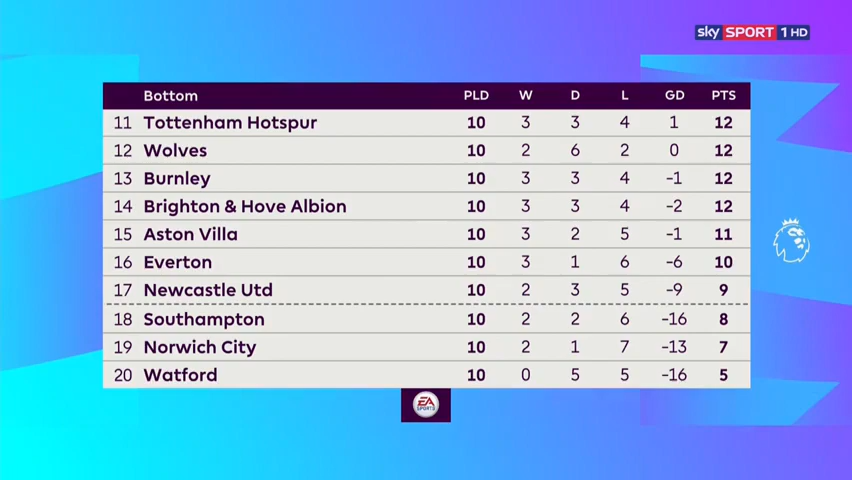 sky SPORT 1 HD
Bottom PLD W D L GD PTS
11 Tottenham Hotspur 10 3 3 4 1 12
12 Wolves 10 2 6 2 0 12
13 Burnley 10 3 3 4 -1 12
14 Brighton & Hove Albion 10 3 3 4 -2 12
15 Aston Villa 10 3 2 5 -1 11
16 Everton 10 3 1 6 -6 10
17 Newcastle Utd 10 2 3 5 -9 9
18 Southampton 10 2 2 6 -16 8
19 Norwich City 10 2 1 7 -13 7
20 Watford 10 0 5 5 -16 5
EA
SPORTS